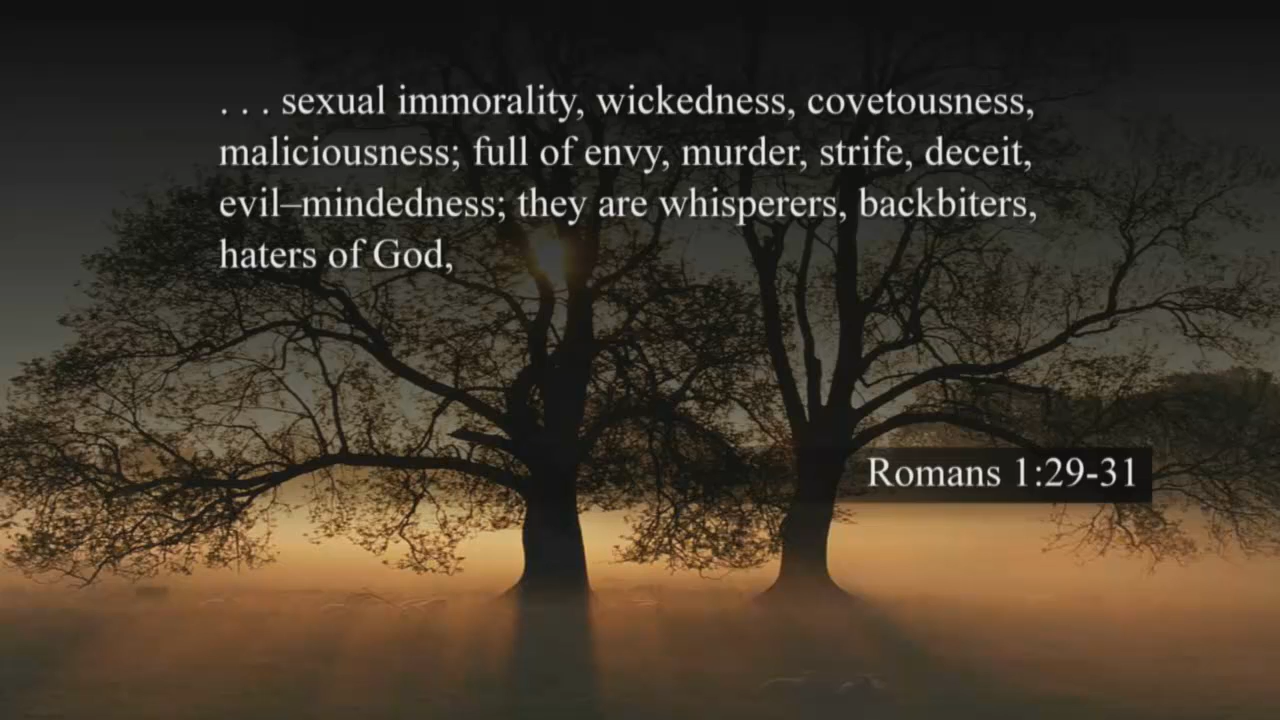 . . . sexual immorality, wickedness, covetousness,
maliciousness; full of envy, murder, strife, deceit,
evil–mindedness; they are whisperers, backbiters,
haters of God,
Romans 1:29-31